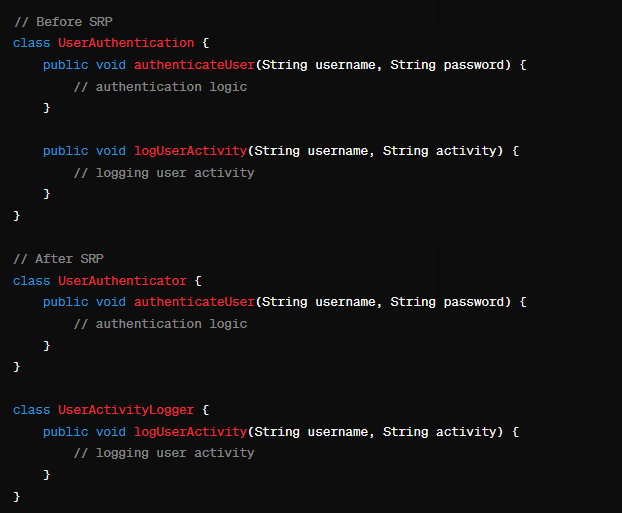 // Before SRP
class UserAuthentication {
    public void authenticateUser(String username, String password) {
        // authentication logic
    }

    public void logUserActivity(String username, String activity) {
        // logging user activity
    }
}

// After SRP
class UserAuthenticator {
    public void authenticateUser(String username, String password) {
        // authentication logic
    }
}

class UserActivityLogger {
    public void logUserActivity(String username, String activity) {
        // logging user activity
    }
}